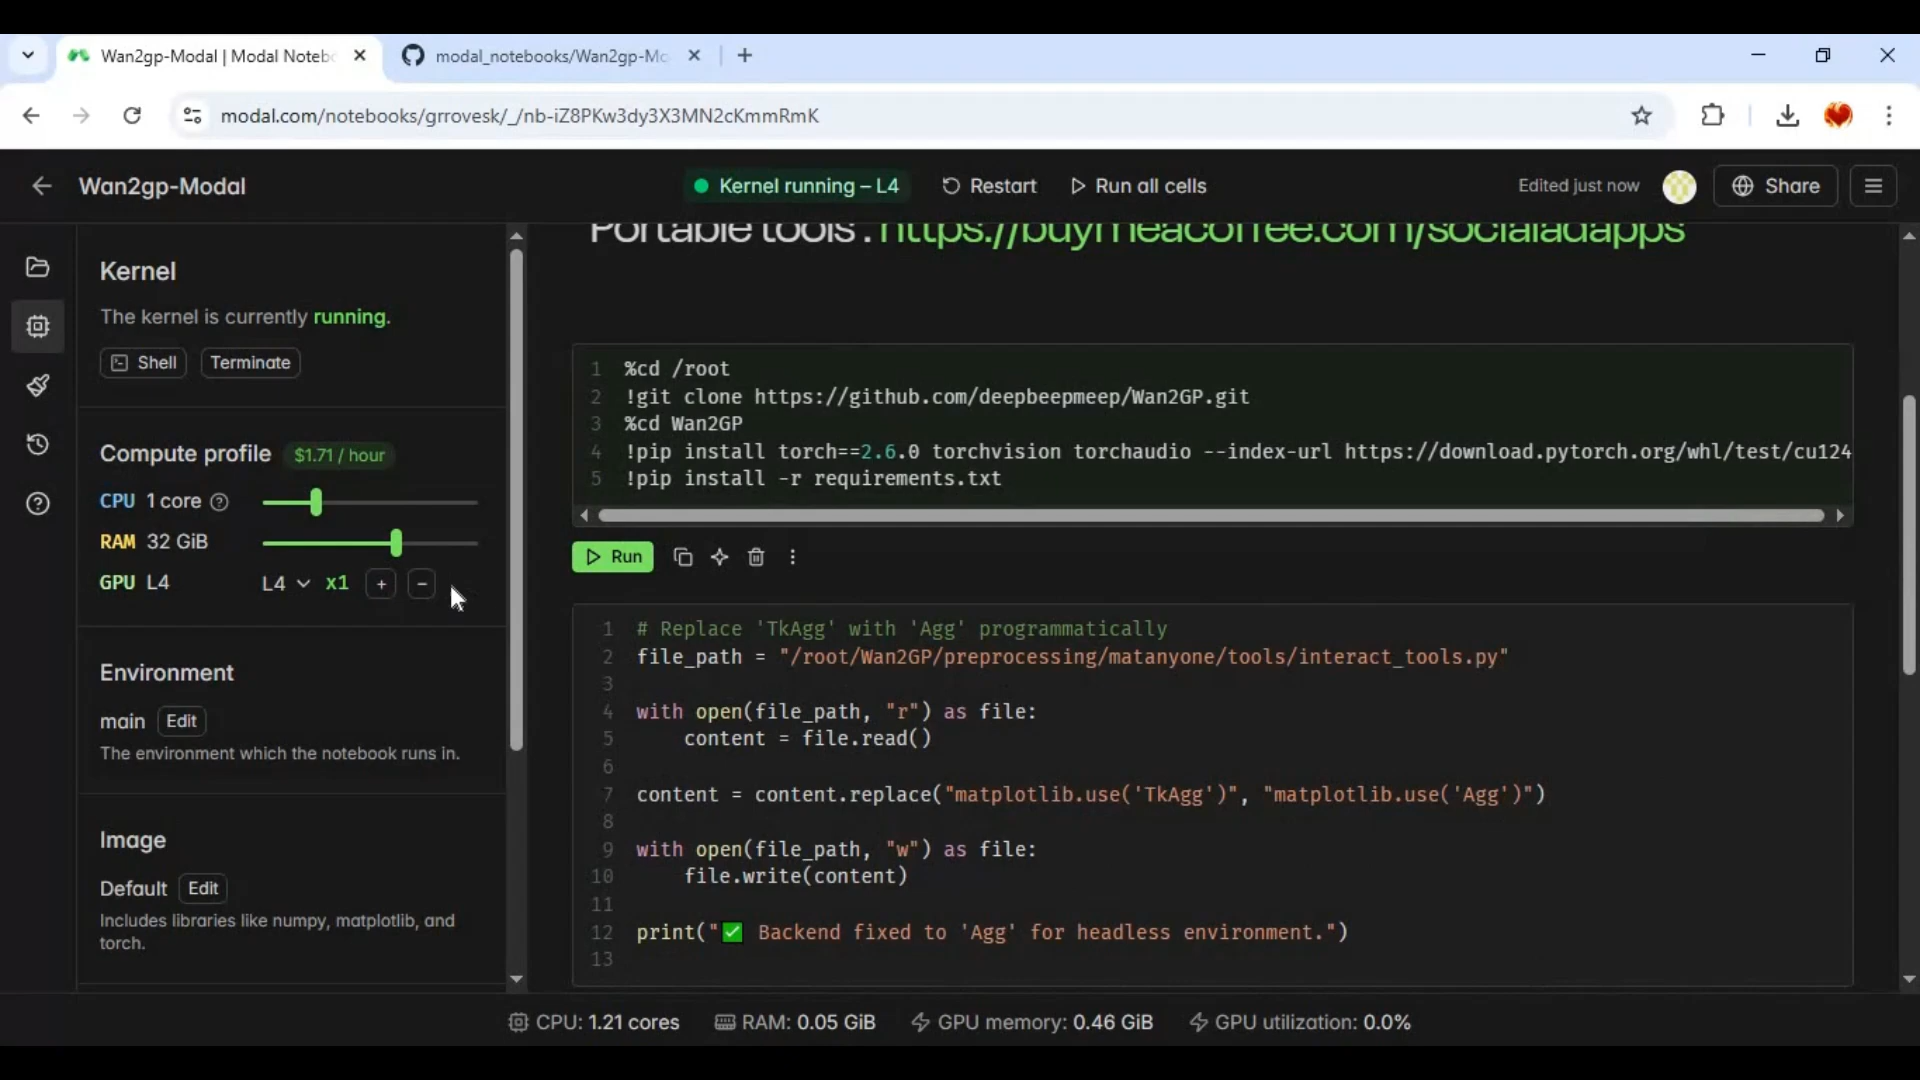 Wan2gp-Modal | Modal Noteb
modal_notebooks/Wan2gp-Mo
modal.com/notebooks/grrovesk/_/nb-iZ8PKw3dy3X3MN2cKmmRmK
Wan2gp-Modal
Kernel running – L4
Restart
Run all cells
Edited just now
Share
Kernel
The kernel is currently running.
Shell
Terminate
Compute profile $1.71 / hour
CPU 1 core
RAM 32 GiB
GPU L4 L4 x1 + −
Environment
main Edit
The environment which the notebook runs in.
Image
Default Edit
Includes libraries like numpy, matplotlib, and
torch.
Portable tools : https://buymeacoffee.com/socialadapps
1 %cd /root
2 !git clone https://github.com/deepbeepmeep/Wan2GP.git
3 %cd Wan2GP
4 !pip install torch==2.6.0 torchvision torchaudio --index-url https://download.pytorch.org/whl/test/cu124
5 !pip install -r requirements.txt
Run
1 # Replace 'TkAgg' with 'Agg' programmatically
2 file_path = "/root/Wan2GP/preprocessing/matanyone/tools/interact_tools.py"
3
4 with open(file_path, "r") as file:
5     content = file.read()
6
7 content = content.replace("matplotlib.use('TkAgg')", "matplotlib.use('Agg')")
8
9 with open(file_path, "w") as file:
10     file.write(content)
11
12 print("✅ Backend fixed to 'Agg' for headless environment.")
13
CPU: 1.21 cores
RAM: 0.05 GiB
GPU memory: 0.46 GiB
GPU utilization: 0.0%